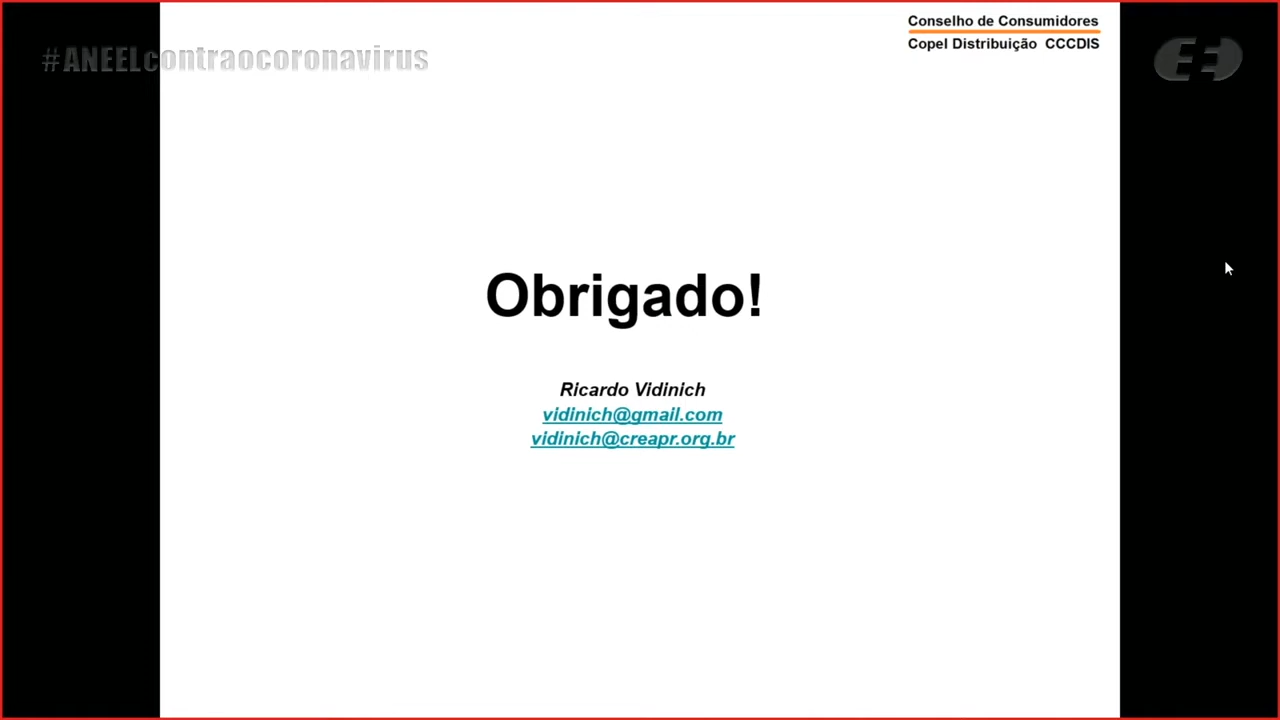 Conselho de Consumidores
Copel Distribuição CCCDIS
#ANEELcontraocoronavirus
Obrigado!
Ricardo Vidinich
vidinich@gmail.com
vidinich@creapr.org.br